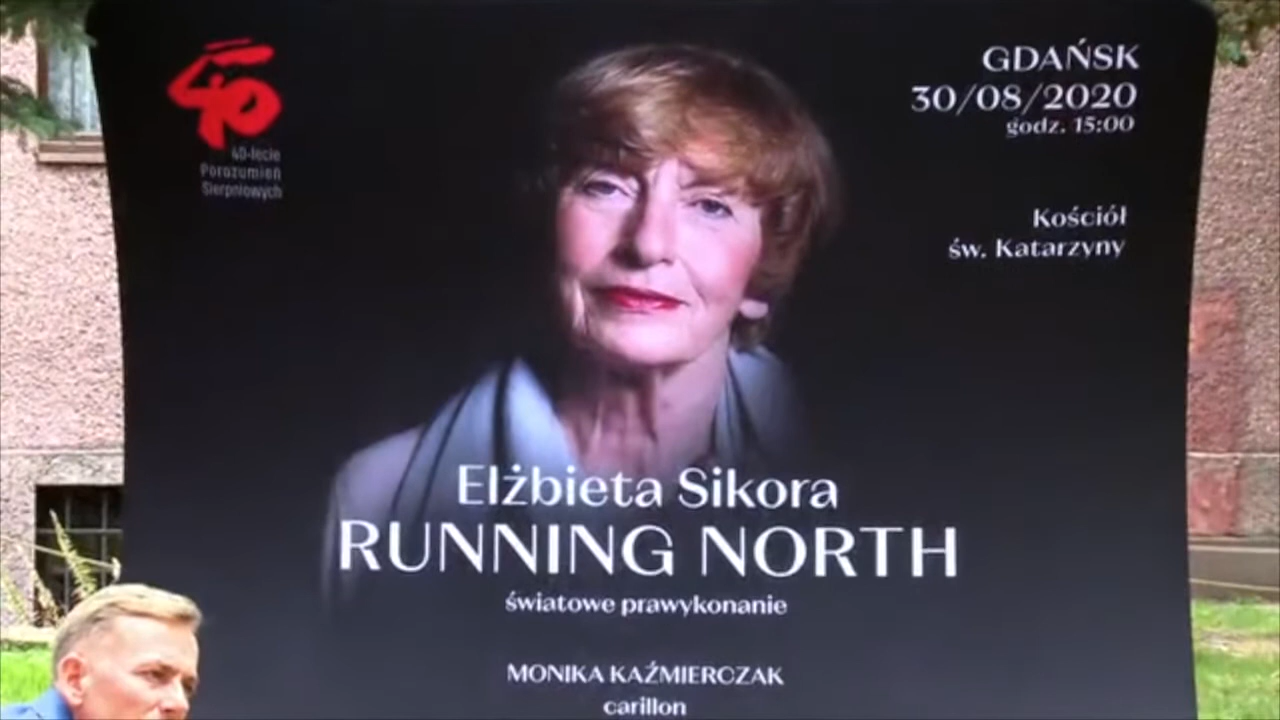 40
40-lecie
Porozumień
Sierpniowych
GDAŃSK
30/08/2020
godz. 15:00
Kościół
św. Katarzyny
Elżbieta Sikora
RUNNING NORTH
światowe prawykonanie
MONIKA KAŹMIERCZAK
carillon